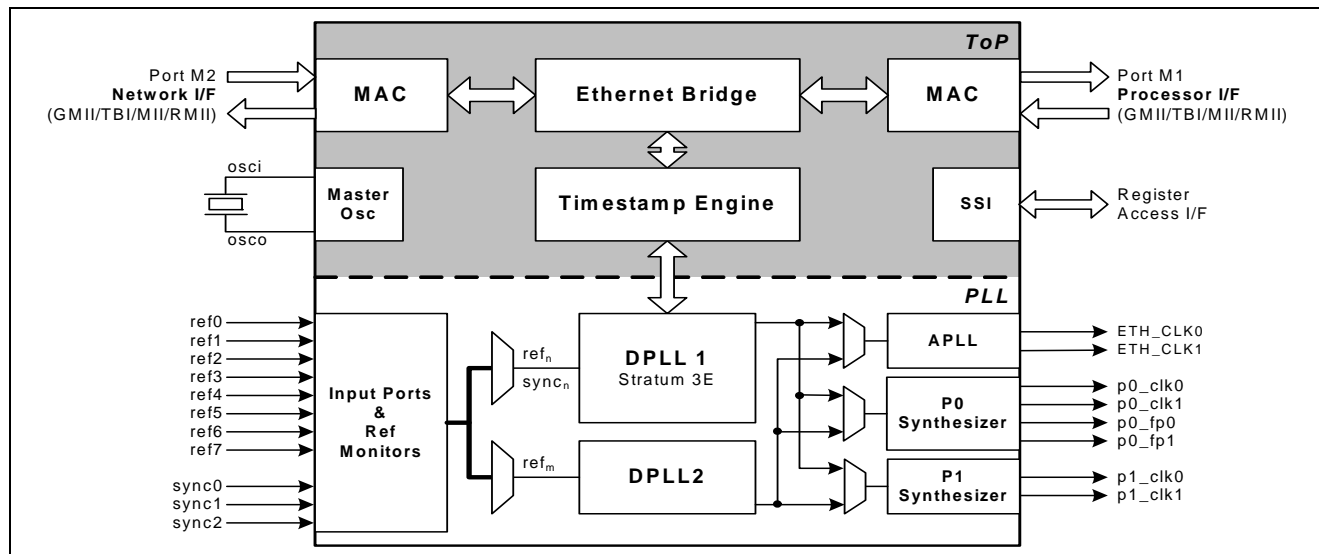 ToP
Port M2
Network I/F
(GMII/TBI/MII/RMII)
MAC
Ethernet Bridge
MAC
Port M1
Processor I/F
(GMII/TBI/MII/RMII)
osci
osco
Master
Osc
Timestamp Engine
SSI
Register
Access I/F
PLL
ref0
ref1
ref2
ref3
ref4
ref5
ref6
ref7
sync0
sync1
sync2
Input Ports
&
Ref
Monitors
refn
syncn
refm
DPLL 1
Stratum 3E
DPLL2
APLL
P0
Synthesizer
P1
Synthesizer
ETH_CLK0
ETH_CLK1
p0_clk0
p0_clk1
p0_fp0
p0_fp1
p1_clk0
p1_clk1